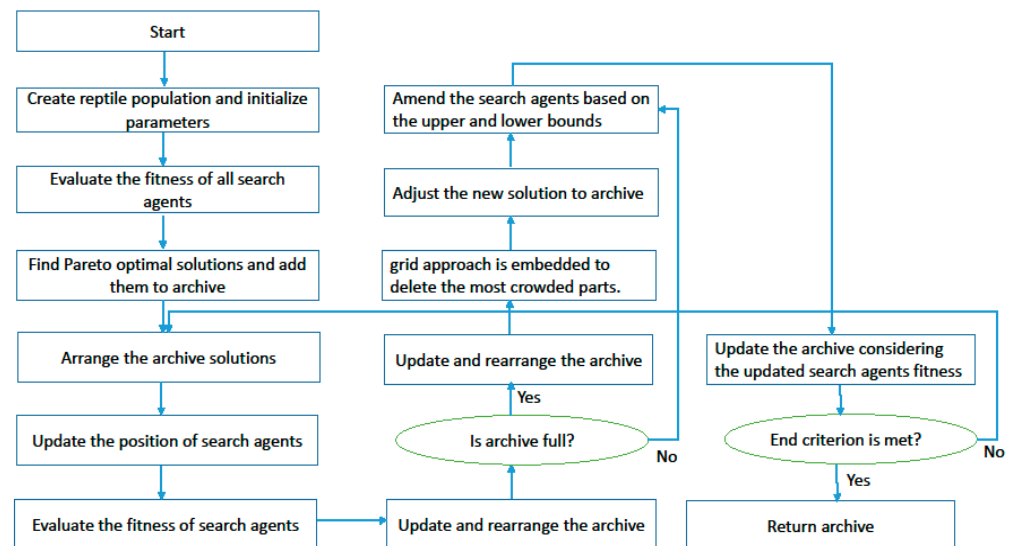 Start
Create reptile population and initialize
parameters
Evaluate the fitness of all search
agents
Find Pareto optimal solutions and add
them to archive
Arrange the archive solutions
Update the position of search agents
Evaluate the fitness of search agents
Amend the search agents based on
the upper and lower bounds
Adjust the new solution to archive
grid approach is embedded to
delete the most crowded parts.
Update and rearrange the archive
Yes
Is archive full?
No
Update and rearrange the archive
Update the archive considering
the updated search agents fitness
End criterion is met?
No
Yes
Return archive